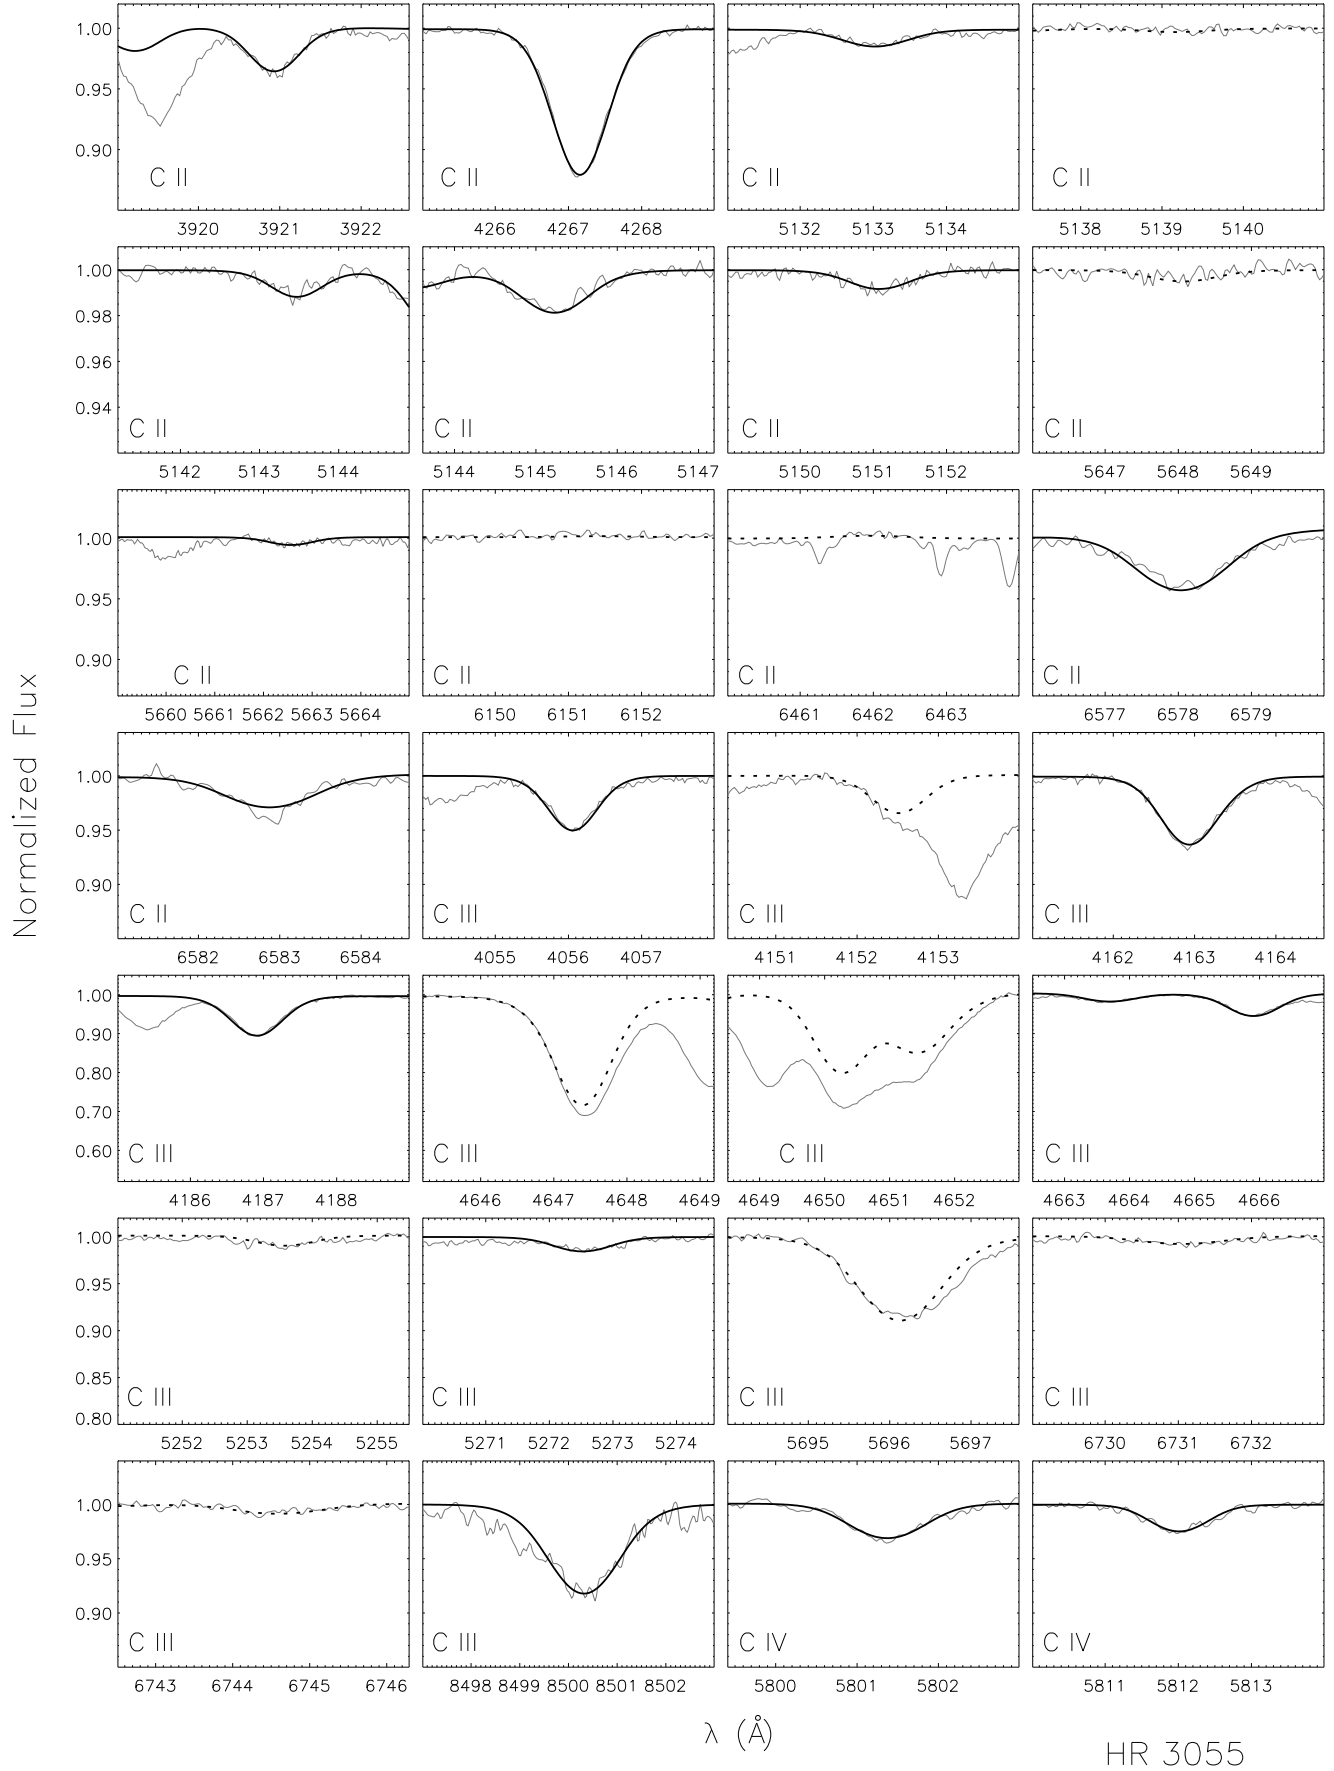 1.00
0.95
0.90
C II
C II
C II
C II
3920 3921 3922
4266 4267 4268
5132 5133 5134
5138 5139 5140
1.00
0.98
0.96
0.94
C II
C II
C II
C II
5142 5143 5144
5144 5145 5146 5147
5150 5151 5152
5647 5648 5649
1.00
0.95
0.90
C II
C II
C II
C II
5660 5661 5662 5663 5664
6150 6151 6152
6461 6462 6463
6577 6578 6579
Normalized Flux
1.00
0.95
0.90
C II
C III
C III
C III
6582 6583 6584
4055 4056 4057
4151 4152 4153
4162 4163 4164
1.00
0.90
0.80
0.70
0.60
C III
C III
C III
C III
4186 4187 4188
4646 4647 4648 4649
4649 4650 4651 4652
4663 4664 4665 4666
1.00
0.95
0.90
0.85
0.80
C III
C III
C III
C III
5252 5253 5254 5255
5271 5272 5273 5274
5695 5696 5697
6730 6731 6732
1.00
0.95
0.90
C III
C III
C IV
C IV
6743 6744 6745 6746
8498 8499 8500 8501 8502
5800 5801 5802
5811 5812 5813
λ (Å)
HR 3055